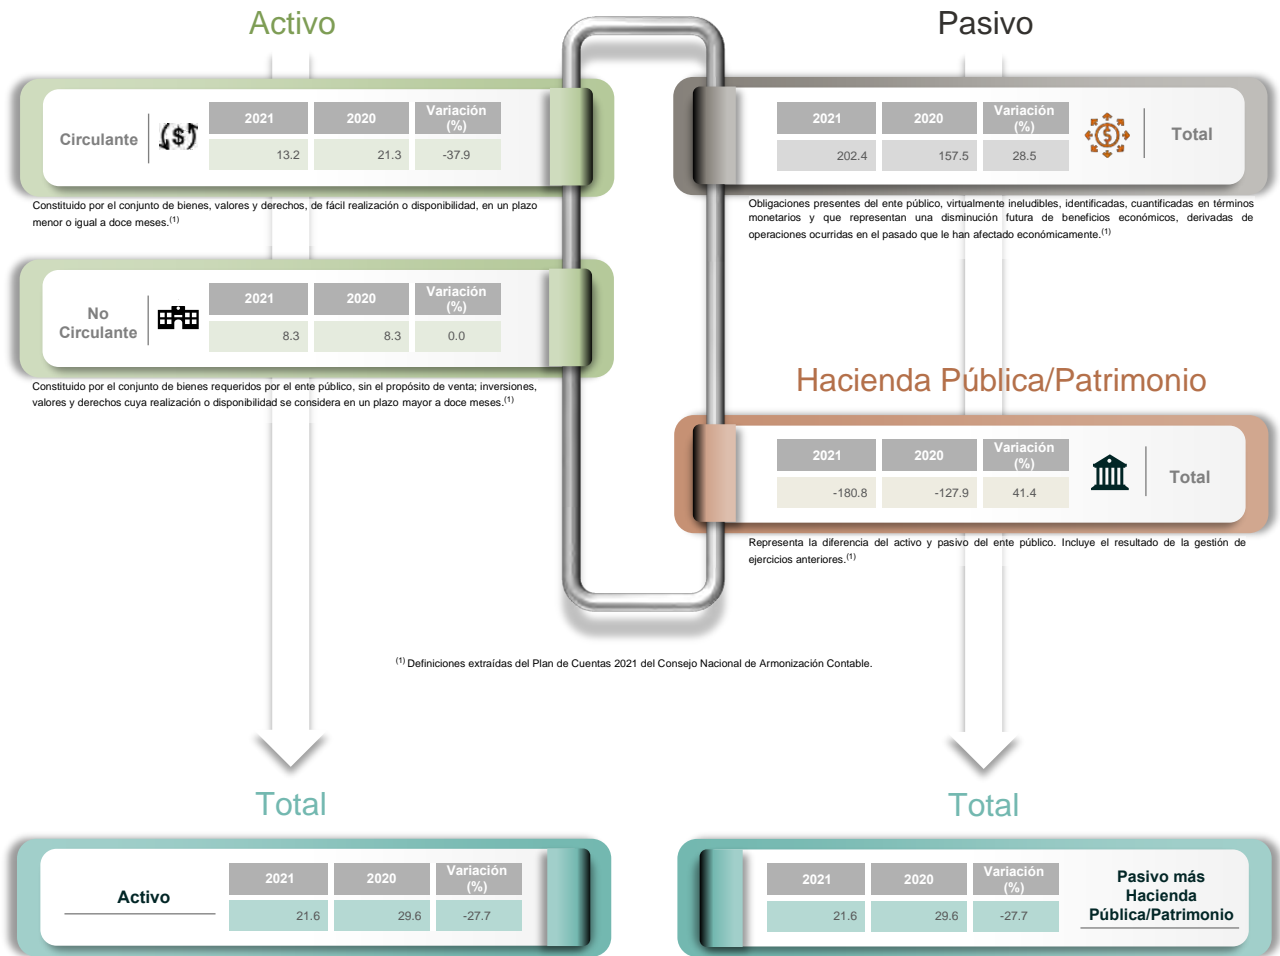 Activo
Circulante
2021 2020 Variación
(%)
13.2 21.3 -37.9
Constituido por el conjunto de bienes, valores y derechos, de fácil realización o disponibilidad, en un plazo
menor o igual a doce meses.(1)
No
Circulante
2021 2020 Variación
(%)
8.3 8.3 0.0
Constituido por el conjunto de bienes requeridos por el ente público, sin el propósito de venta; inversiones,
valores y derechos cuya realización o disponibilidad se considera en un plazo mayor a doce meses.(1)
Pasivo
2021 2020 Variación
(%)
202.4 157.5 28.5
Total
Obligaciones presentes del ente público, virtualmente ineludibles, identificadas, cuantificadas en términos
monetarios y que representan una disminución futura de beneficios económicos, derivadas de
operaciones ocurridas en el pasado que le han afectado económicamente.(1)
Hacienda Pública/Patrimonio
2021 2020 Variación
(%)
-180.8 -127.9 41.4
Total
Representa la diferencia del activo y pasivo del ente público. Incluye el resultado de la gestión de
ejercicios anteriores.(1)
(1) Definiciones extraídas del Plan de Cuentas 2021 del Consejo Nacional de Armonización Contable.
Total
Activo
2021 2020 Variación
(%)
21.6 29.6 -27.7
Total
2021 2020 Variación
(%)
21.6 29.6 -27.7
Pasivo más
Hacienda
Pública/Patrimonio